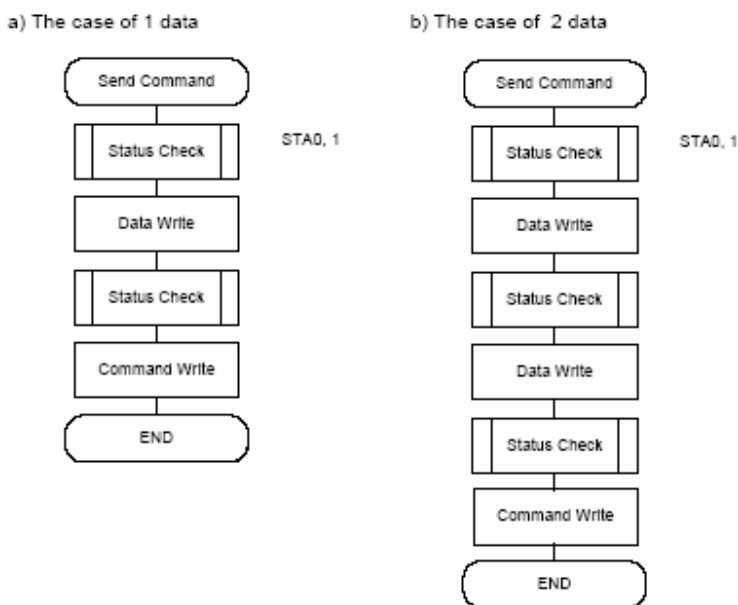 a) The case of 1 data
Send Command
Status Check
STA0, 1
Data Write
Status Check
Command Write
END
b) The case of 2 data
Send Command
Status Check
STA0, 1
Data Write
Status Check
Data Write
Status Check
Command Write
END